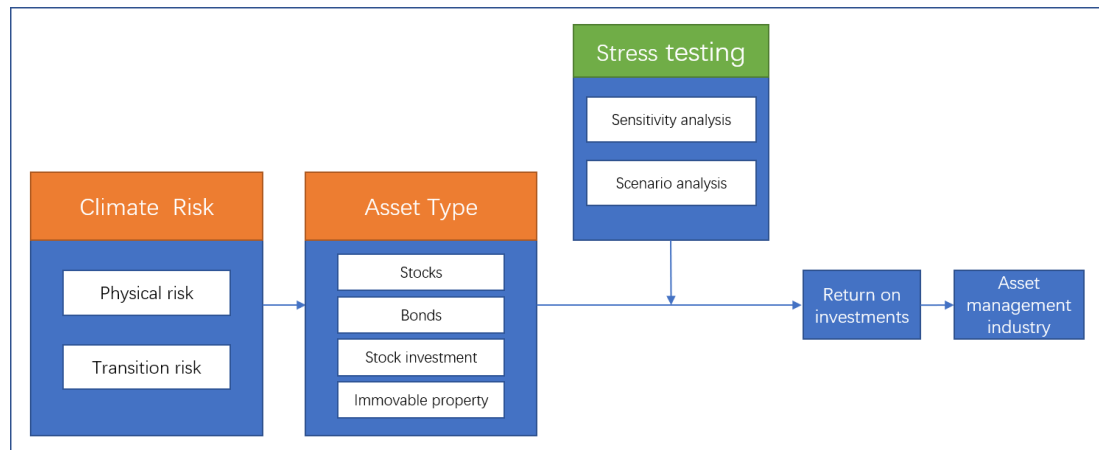 Stress testing
Sensitivity analysis
Scenario analysis
Climate Risk
Physical risk
Transition risk
Asset Type
Stocks
Bonds
Stock investment
Immovable property
Return on
investments
Asset
management
industry